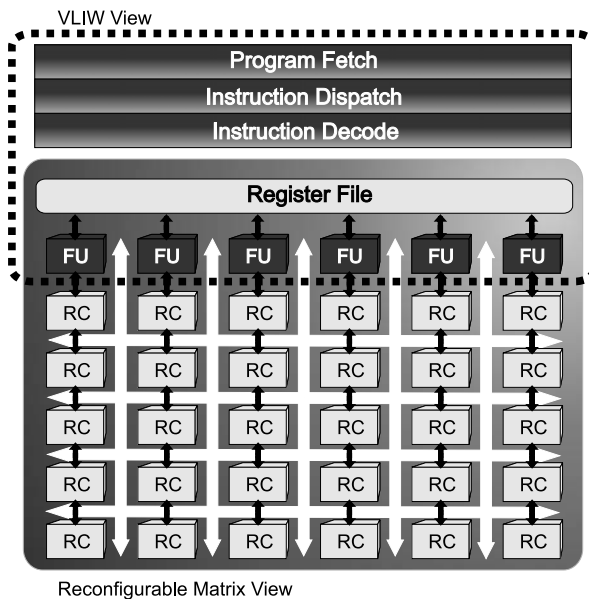 VLIW View
Program Fetch
Instruction Dispatch
Instruction Decode
Register File
FU FU FU FU FU FU
RC RC RC RC RC RC
RC RC RC RC RC RC
RC RC RC RC RC RC
RC RC RC RC RC RC
RC RC RC RC RC RC
Reconfigurable Matrix View